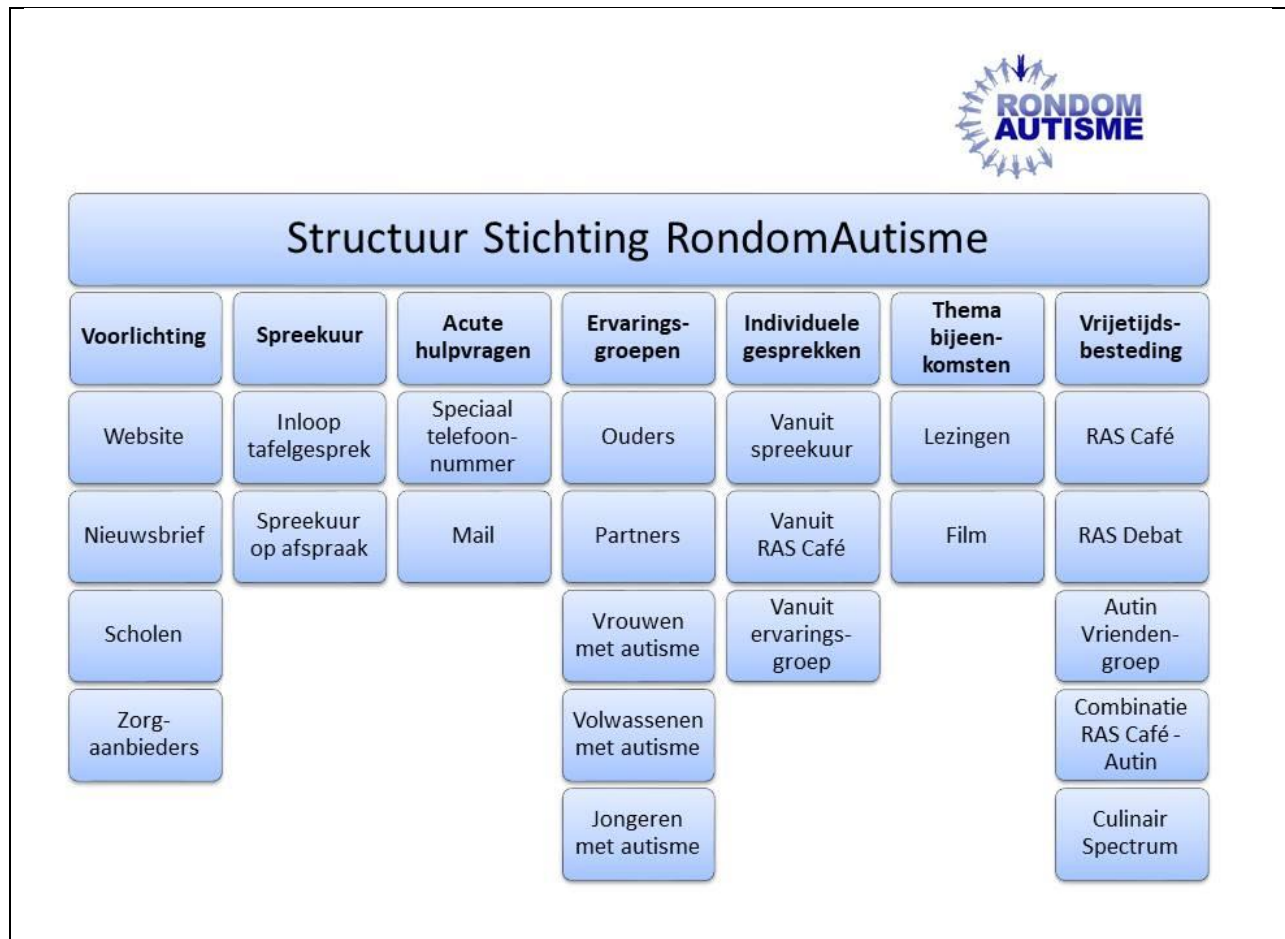 RONDOM
AUTISME
Structuur Stichting RondomAutisme
Voorlichting
Website
Nieuwsbrief
Scholen
Zorg-
aanbieders
Spreekuur
Inloop
tafelgesprek
Spreekuur
op afspraak
Acute
hulpvragen
Speciaal
telefoon-
nummer
Mail
Ervarings-
groepen
Ouders
Partners
Vrouwen
met autisme
Volwassenen
met autisme
Jongeren
met autisme
Individuele
gesprekken
Vanuit
spreekuur
Vanuit
RAS Café
Vanuit
ervarings-
groep
Thema
bijeen-
komsten
Lezingen
Film
Vrijetijds-
besteding
RAS Café
RAS Debat
Autin
Vrienden-
groep
Combinatie
RAS Café -
Autin
Culinair
Spectrum